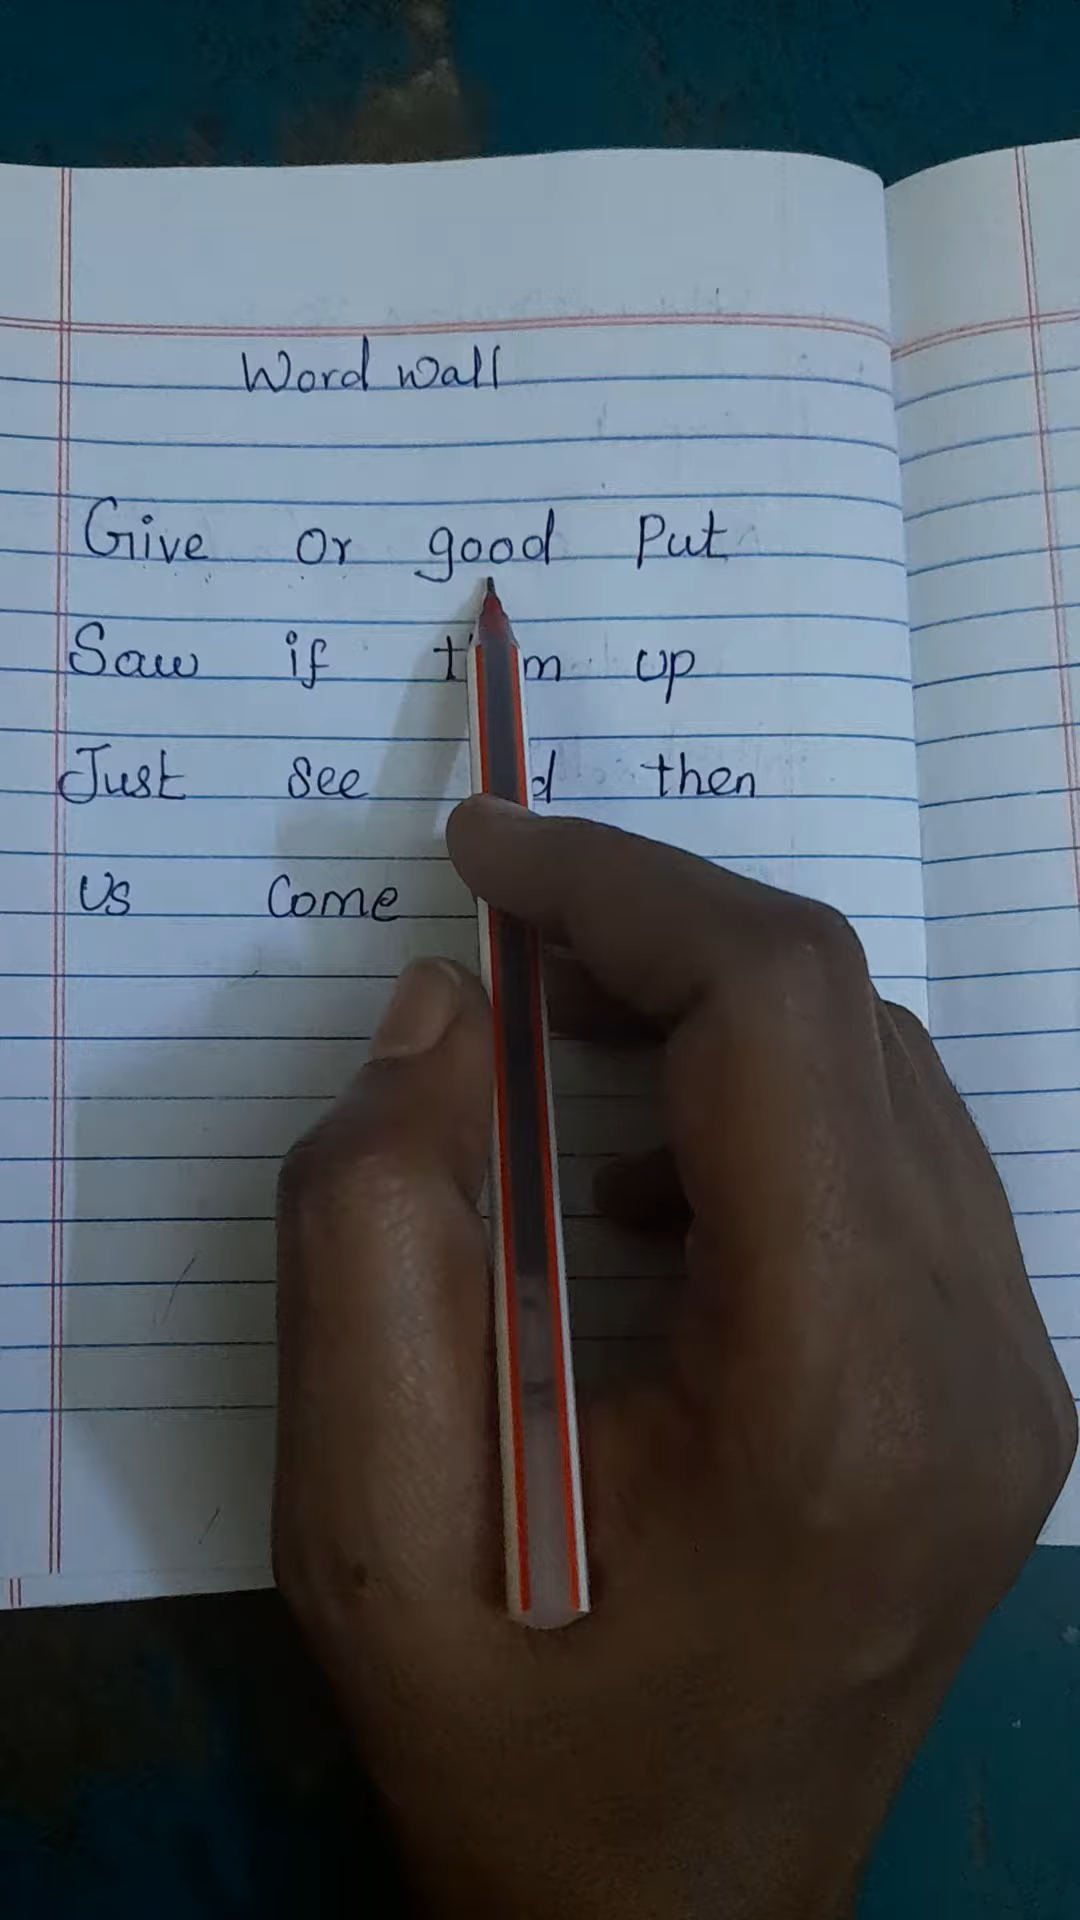 Word wall
Give or good Put
Saw if up
Just see then
Us Come